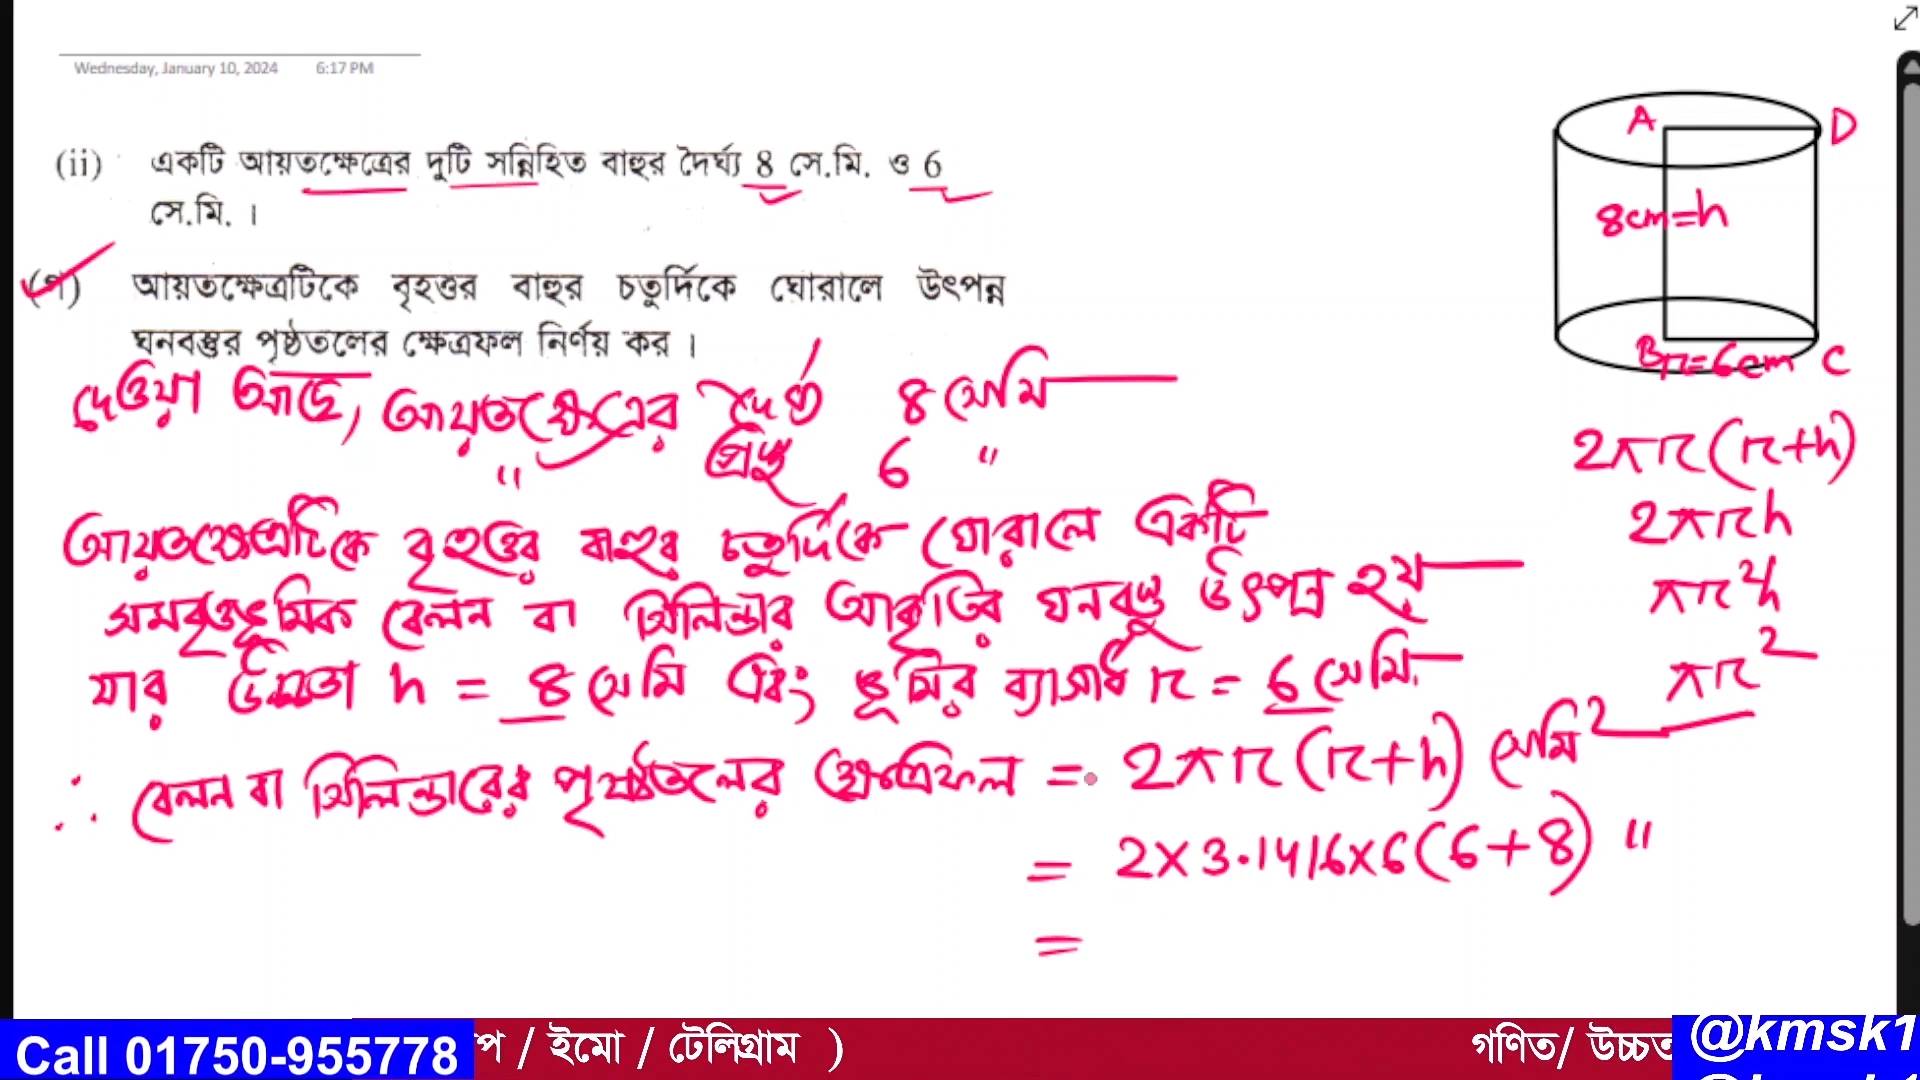 Wednesday, January 10, 2024 6:17 PM
(ii) একটি আয়তক্ষেত্রের দুটি সন্নিহিত বাহুর দৈর্ঘ্য 8 সে.মি. ও 6
সে.মি. ।
(গ) আয়তক্ষেত্রটিকে বৃহত্তর বাহুর চতুর্দিকে ঘোরালে উৎপন্ন
ঘনবস্তুর পৃষ্ঠতলের ক্ষেত্রফল নির্ণয় কর ।
দেওয়া আছে, আয়তক্ষেত্রের দৈর্ঘ্য 8 সেমি
" প্রস্থ 6 "
আয়তক্ষেত্রটিকে বৃহত্তর বাহুর চতুর্দিকে ঘোরালে একটি
সমবৃত্তভূমিক বেলন বা সিলিন্ডার আকৃতির ঘনবস্তু উৎপন্ন হয়
যার উচ্চতা h = 8 সেমি এবং ভূমির ব্যাসার্ধ r = 6 সেমি.
∴ বেলন বা সিলিন্ডারের পৃষ্ঠতলের ক্ষেত্রফল = 2πr(r+h) সেমি²
= 2×3.1416×6(6+8) "
=
A D
8cm=h
B r=6cm C
2πr(r+h)
2πrh
πr²h
πr²
Call 01750-955778 প / ইমো / টেলিগ্রাম ) গণিত/ উচ্চত @kmsk1